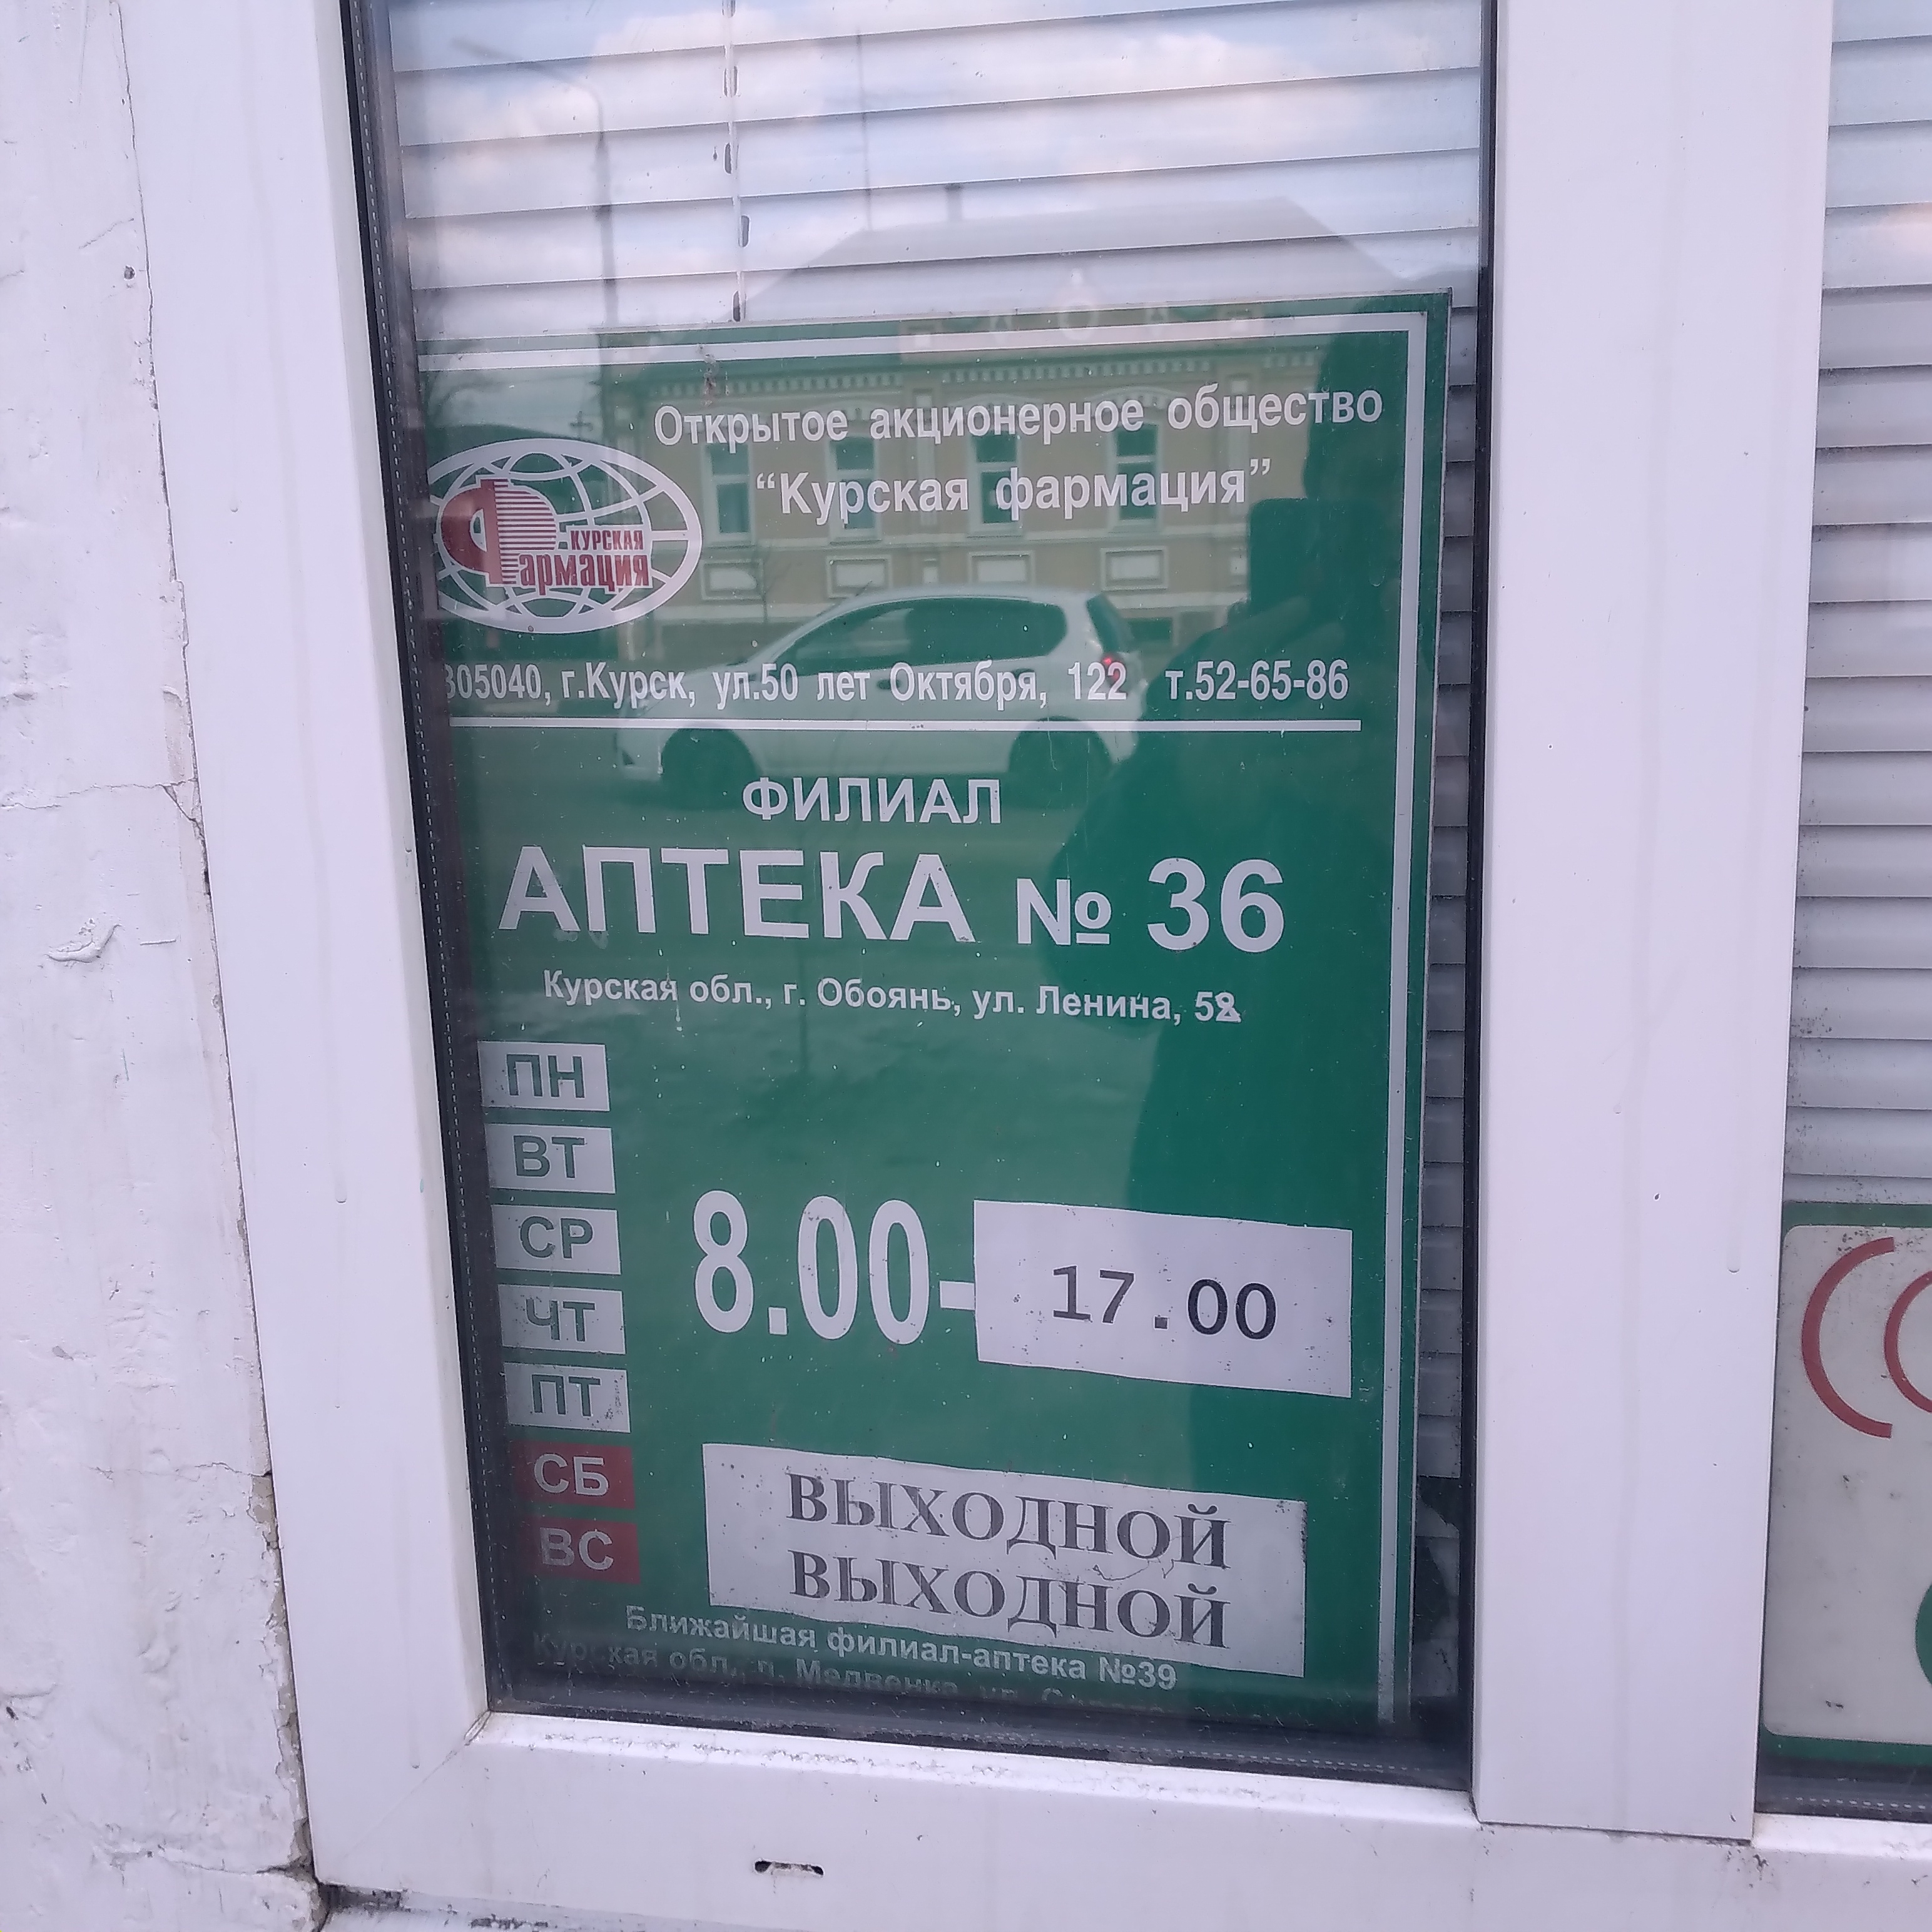 Открытое акционерное общество
“Курская фармация”
КУРСКАЯ
Фармация
305040, г.Курск, ул.50 лет Октября, 122 т.52-65-86
ФИЛИАЛ
АПТЕКА № 36
Курская обл., г. Обоянь, ул. Ленина,
ПН
ВТ
СР
ЧТ
ПТ
8.00-17.00
СБ ВЫХОДНОЙ
ВС ВЫХОДНОЙ
Ближайшая филиал-аптека №39
Курская обл., п. Медвенка, ул.